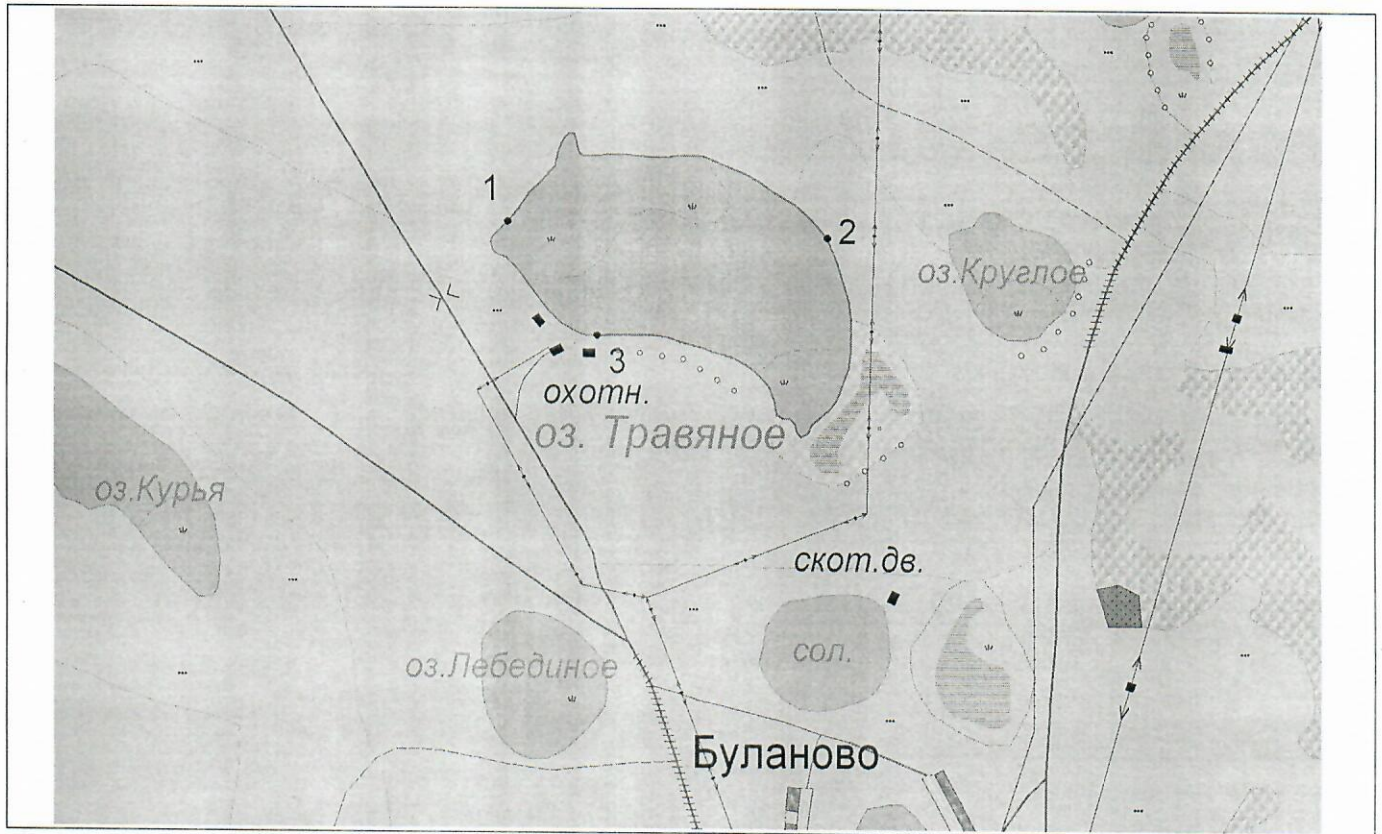 1
2
оз.Круглое
3
охотн.
оз. Травяное
оз.Курья
скот.дв.
оз.Лебединое
сол.
Буланово